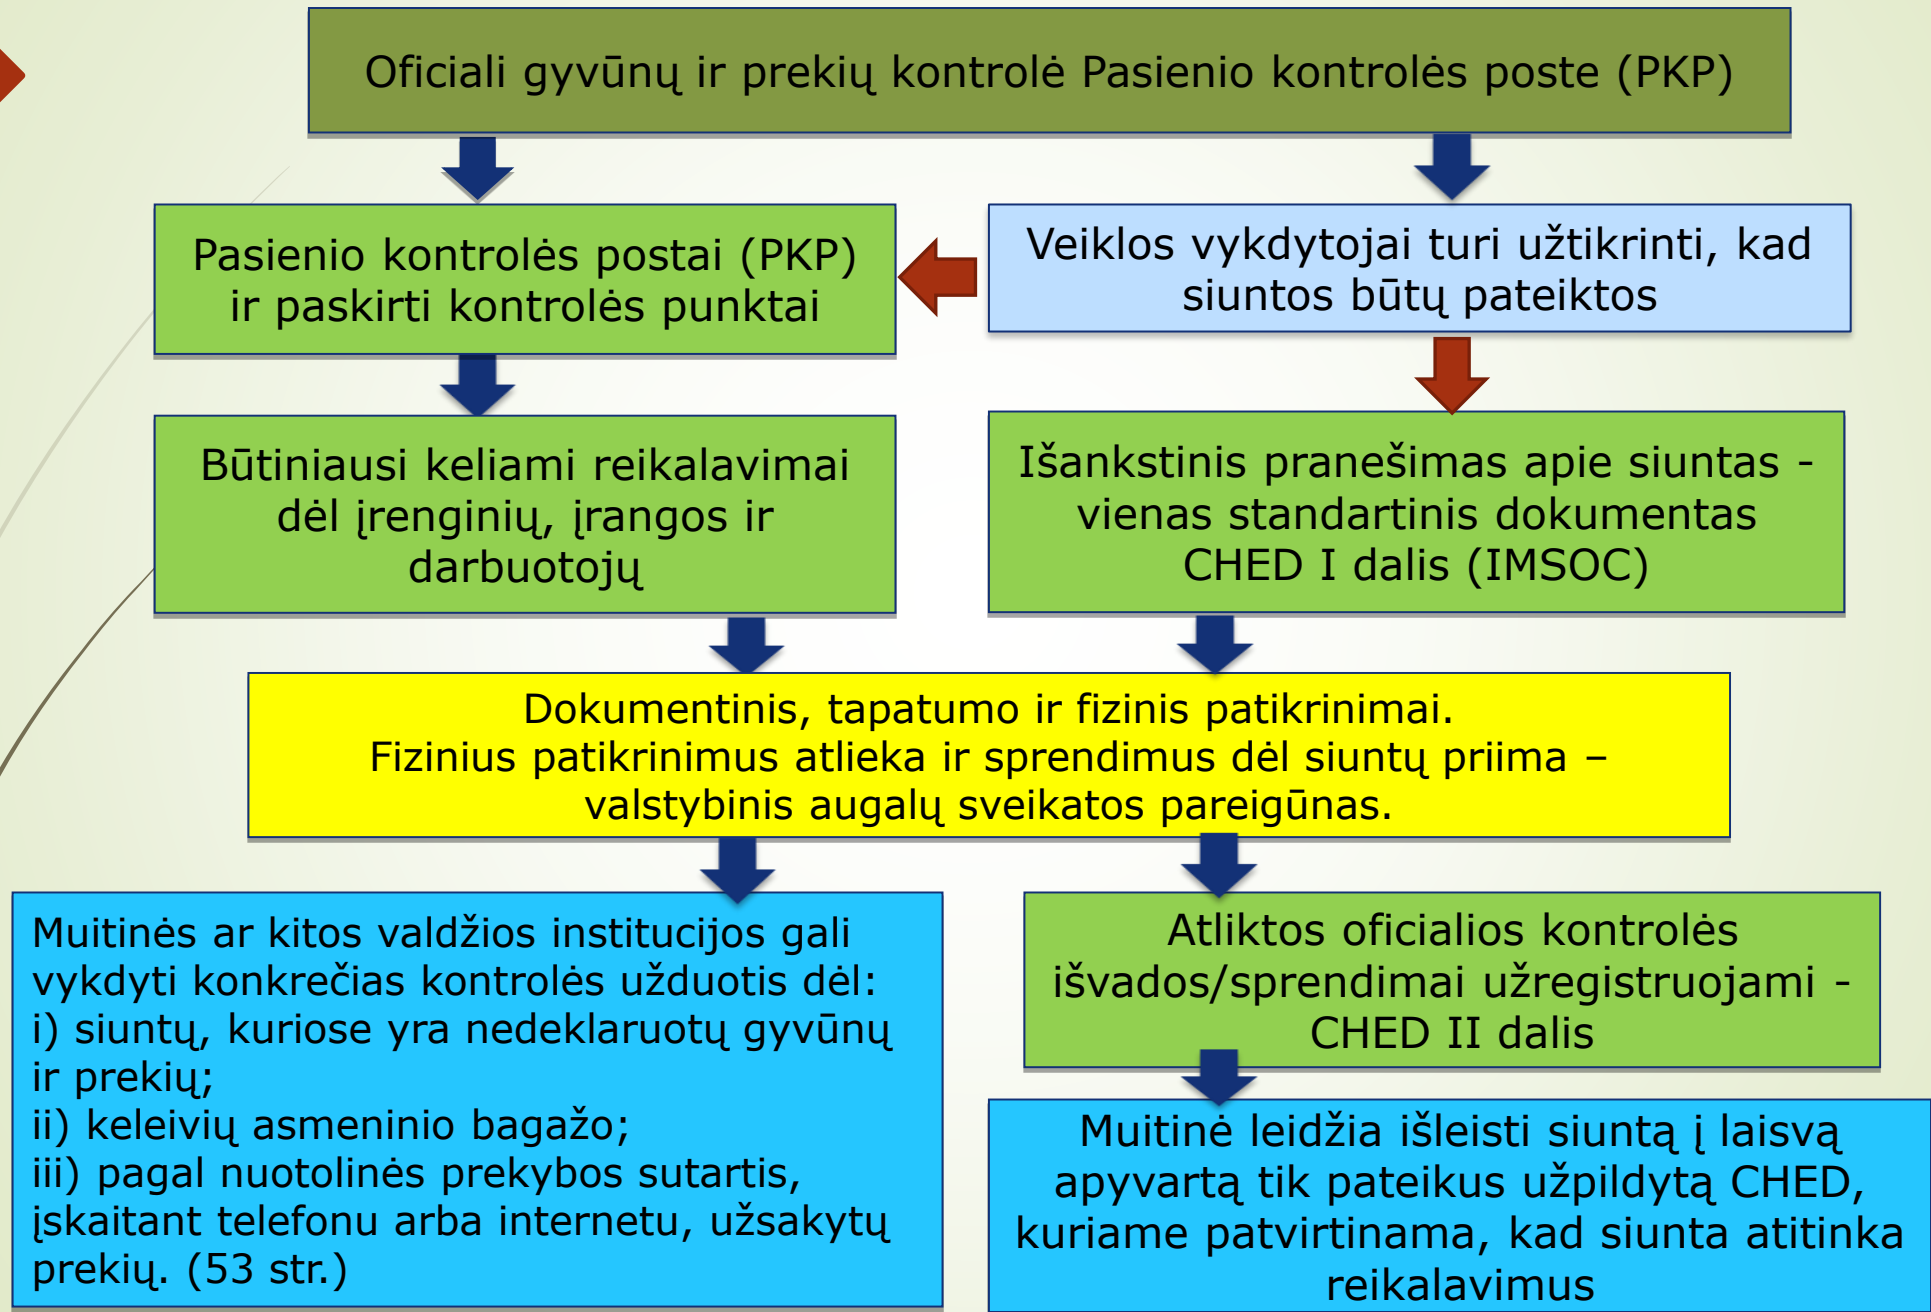 Oficiali gyvūnų ir prekių kontrolė Pasienio kontrolės poste (PKP)
Pasienio kontrolės postai (PKP)
ir paskirti kontrolės punktai
Veiklos vykdytojai turi užtikrinti, kad
siuntos būtų pateiktos
Būtiniausi keliami reikalavimai
dėl įrenginių, įrangos ir
darbuotojų
Išankstinis pranešimas apie siuntas -
vienas standartinis dokumentas
CHED I dalis (IMSOC)
Dokumentinis, tapatumo ir fizinis patikrinimai.
Fizinius patikrinimus atlieka ir sprendimus dėl siuntų priima –
valstybinis augalų sveikatos pareigūnas.
Muitinės ar kitos valdžios institucijos gali
vykdyti konkrečias kontrolės užduotis dėl:
i) siuntų, kuriose yra nedeklaruotų gyvūnų
ir prekių;
ii) keleivių asmeninio bagažo;
iii) pagal nuotolinės prekybos sutartis,
įskaitant telefonu arba internetu, užsakytų
prekių. (53 str.)
Atliktos oficialios kontrolės
išvados/sprendimai užregistruojami -
CHED II dalis
Muitinė leidžia išleisti siuntą į laisvą
apyvartą tik pateikus užpildytą CHED,
kuriame patvirtinama, kad siunta atitinka
reikalavimus